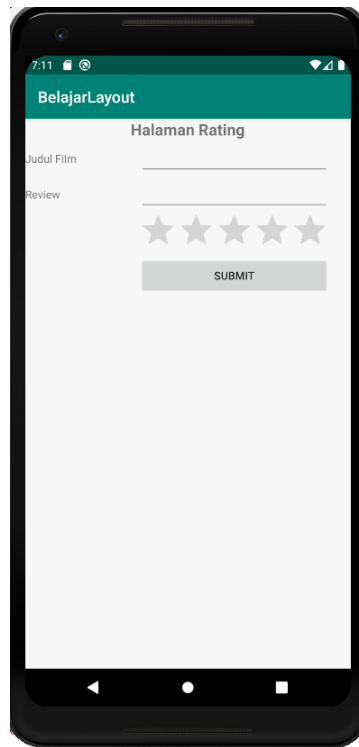 7:11
BelajarLayout
Halaman Rating
Judul Film
Review
SUBMIT